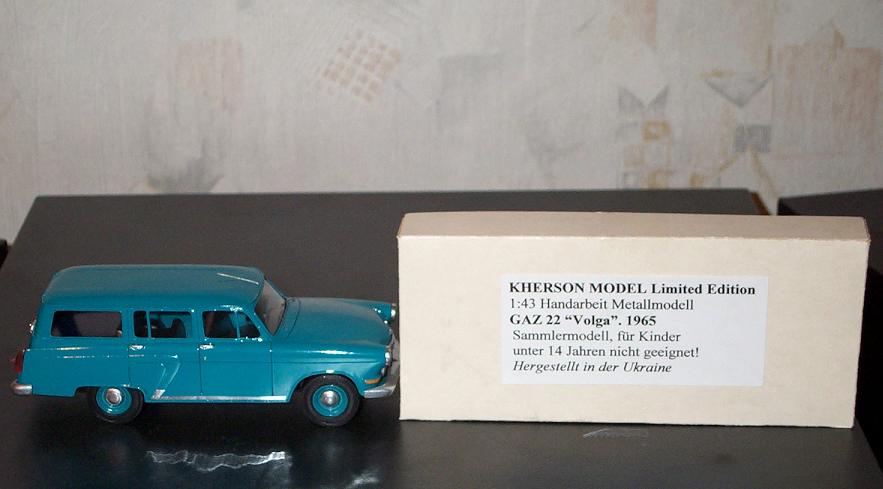 KHERSON MODEL Limited Edition
1:43 Handarbeit Metallmodell
GAZ 22 “Volga”. 1965
Sammlermodell, für Kinder
unter 14 Jahren nicht geeignet!
Hergestellt in der Ukraine